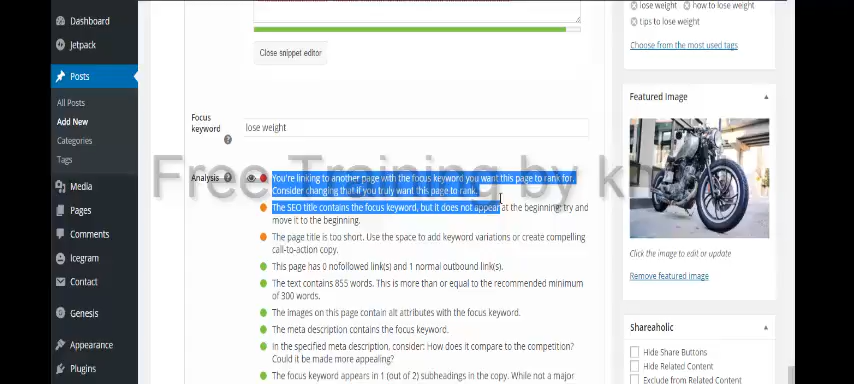 Dashboard
Jetpack
Posts
All Posts
Add New
Categories
Tags
Media
Pages
Comments
Icegram
Contact
Genesis
Appearance
Plugins
Close snippet editor
Focus
keyword
lose weight
Analysis
You're linking to another page with the focus keyword you want this page to rank for.
Consider changing that if you truly want this page to rank.
The SEO title contains the focus keyword, but it does not appear at the beginning; try and
move it to the beginning.
The page title is too short. Use the space to add keyword variations or create compelling
call-to-action copy.
This page has 0 nofollowed link(s) and 1 normal outbound link(s).
The text contains 855 words. This is more than or equal to the recommended minimum
of 300 words.
The images on this page contain alt attributes with the focus keyword.
The meta description contains the focus keyword.
In the specified meta description, consider: How does it compare to the competition?
Could it be made more appealing?
The focus keyword appears in 1 (out of 2) subheadings in the copy. While not a major
Free Training by k
lose weight
how to lose weight
tips to lose weight
Choose from the most used tags
Featured Image
Click the image to edit or update
Remove featured image
Shareaholic
Hide Share Buttons
Hide Related Content
Exclude from Related Content